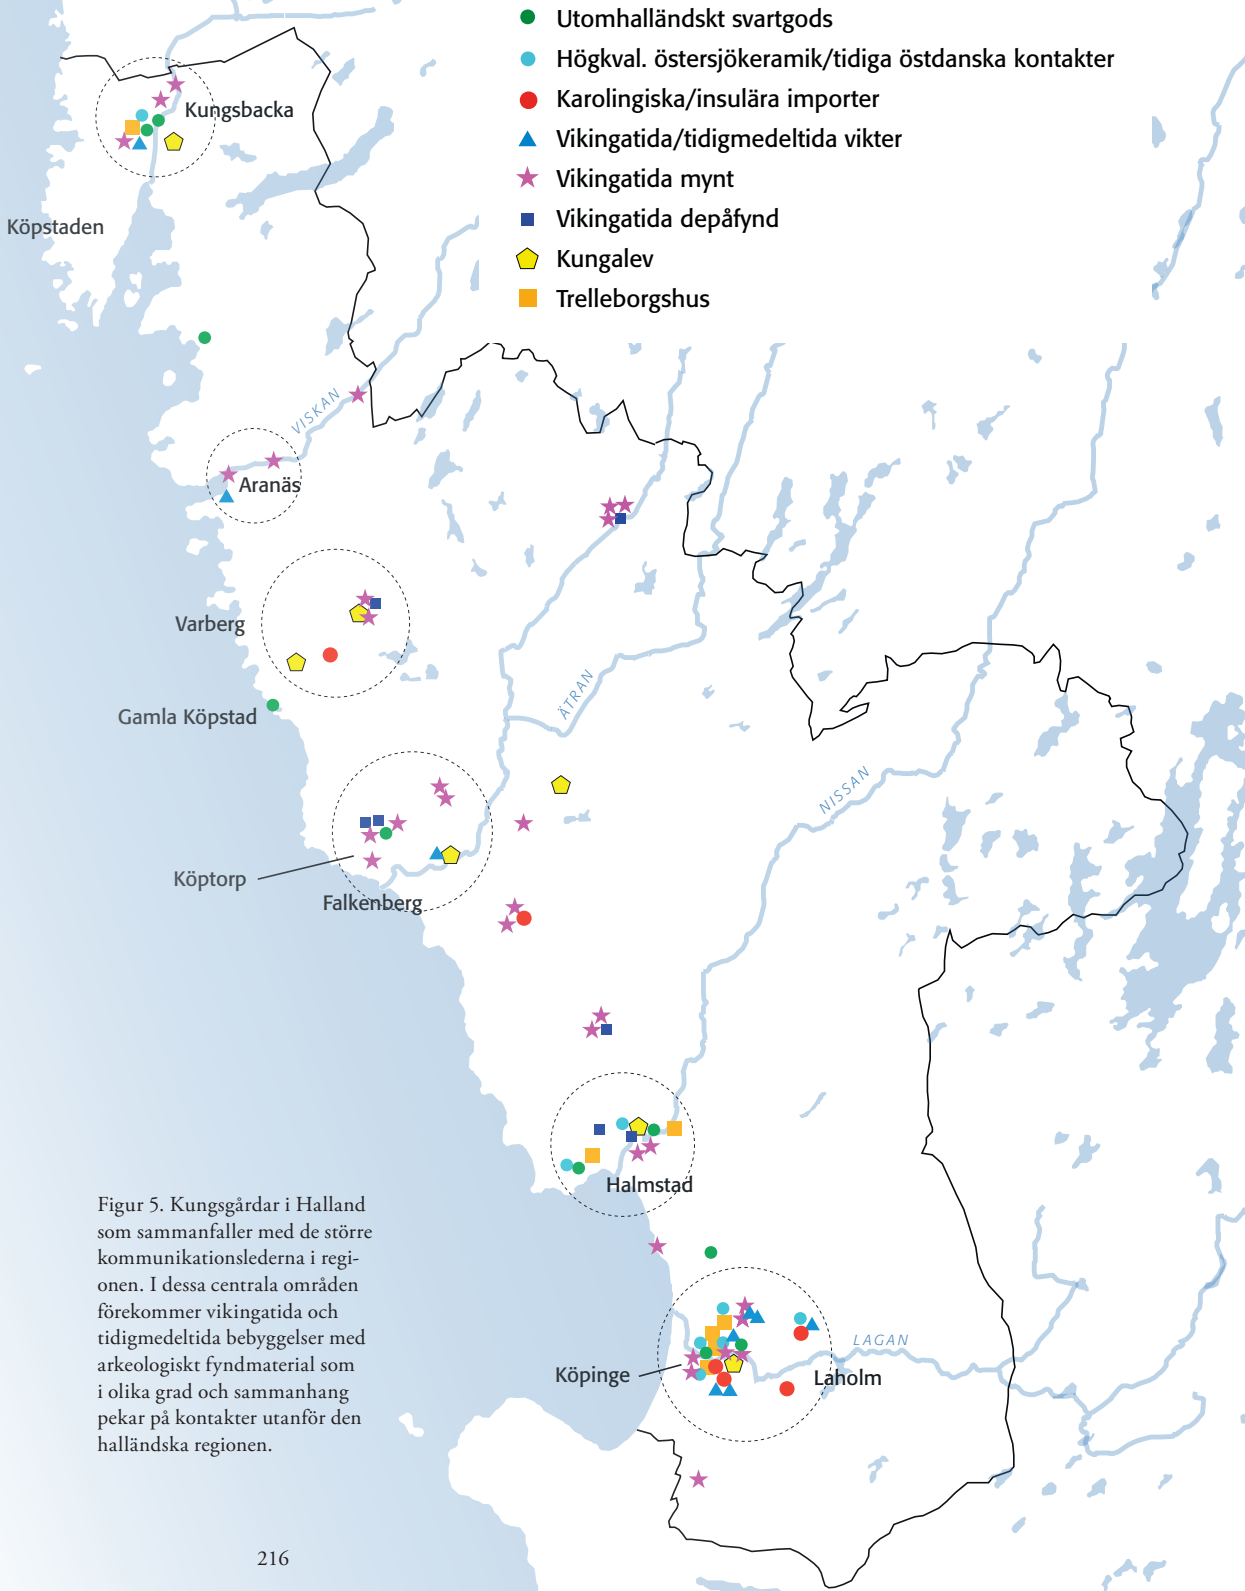 Utomhalländskt svartgods
Högkval. östersjökeramik/tidiga östdanska kontakter
Karolingiska/insulära importer
Vikingatida/tidigmedeltida vikter
Vikingatida mynt
Vikingatida depåfynd
Kungalev
Trelleborgshus
Kungsbacka
Köpstaden
VISKAN
Aranäs
Varberg
ÄTRAN
Gamla Köpstad
NISSAN
Köptorp
Falkenberg
Halmstad
LAGAN
Köpinge
Laholm
Figur 5. Kungsgårdar i Halland
som sammanfaller med de större
kommunikationslederna i regi-
onen. I dessa centrala områden
förekommer vikingatida och
tidigmedeltida bebyggelser med
arkeologiskt fyndmaterial som
i olika grad och sammanhang
pekar på kontakter utanför den
halländska regionen.
216